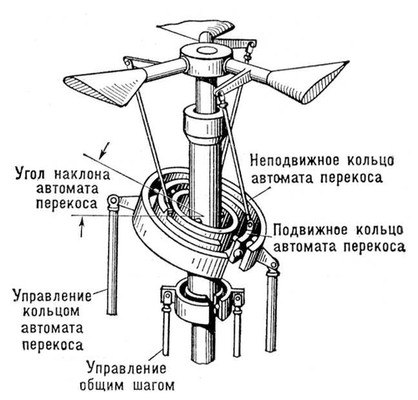 Угол наклона
автомата
перекоса
Неподвижное кольцо
автомата перекоса
Подвижное кольцо
автомата перекоса
Управление
кольцом
автомата
перекоса
Управление
общим шагом